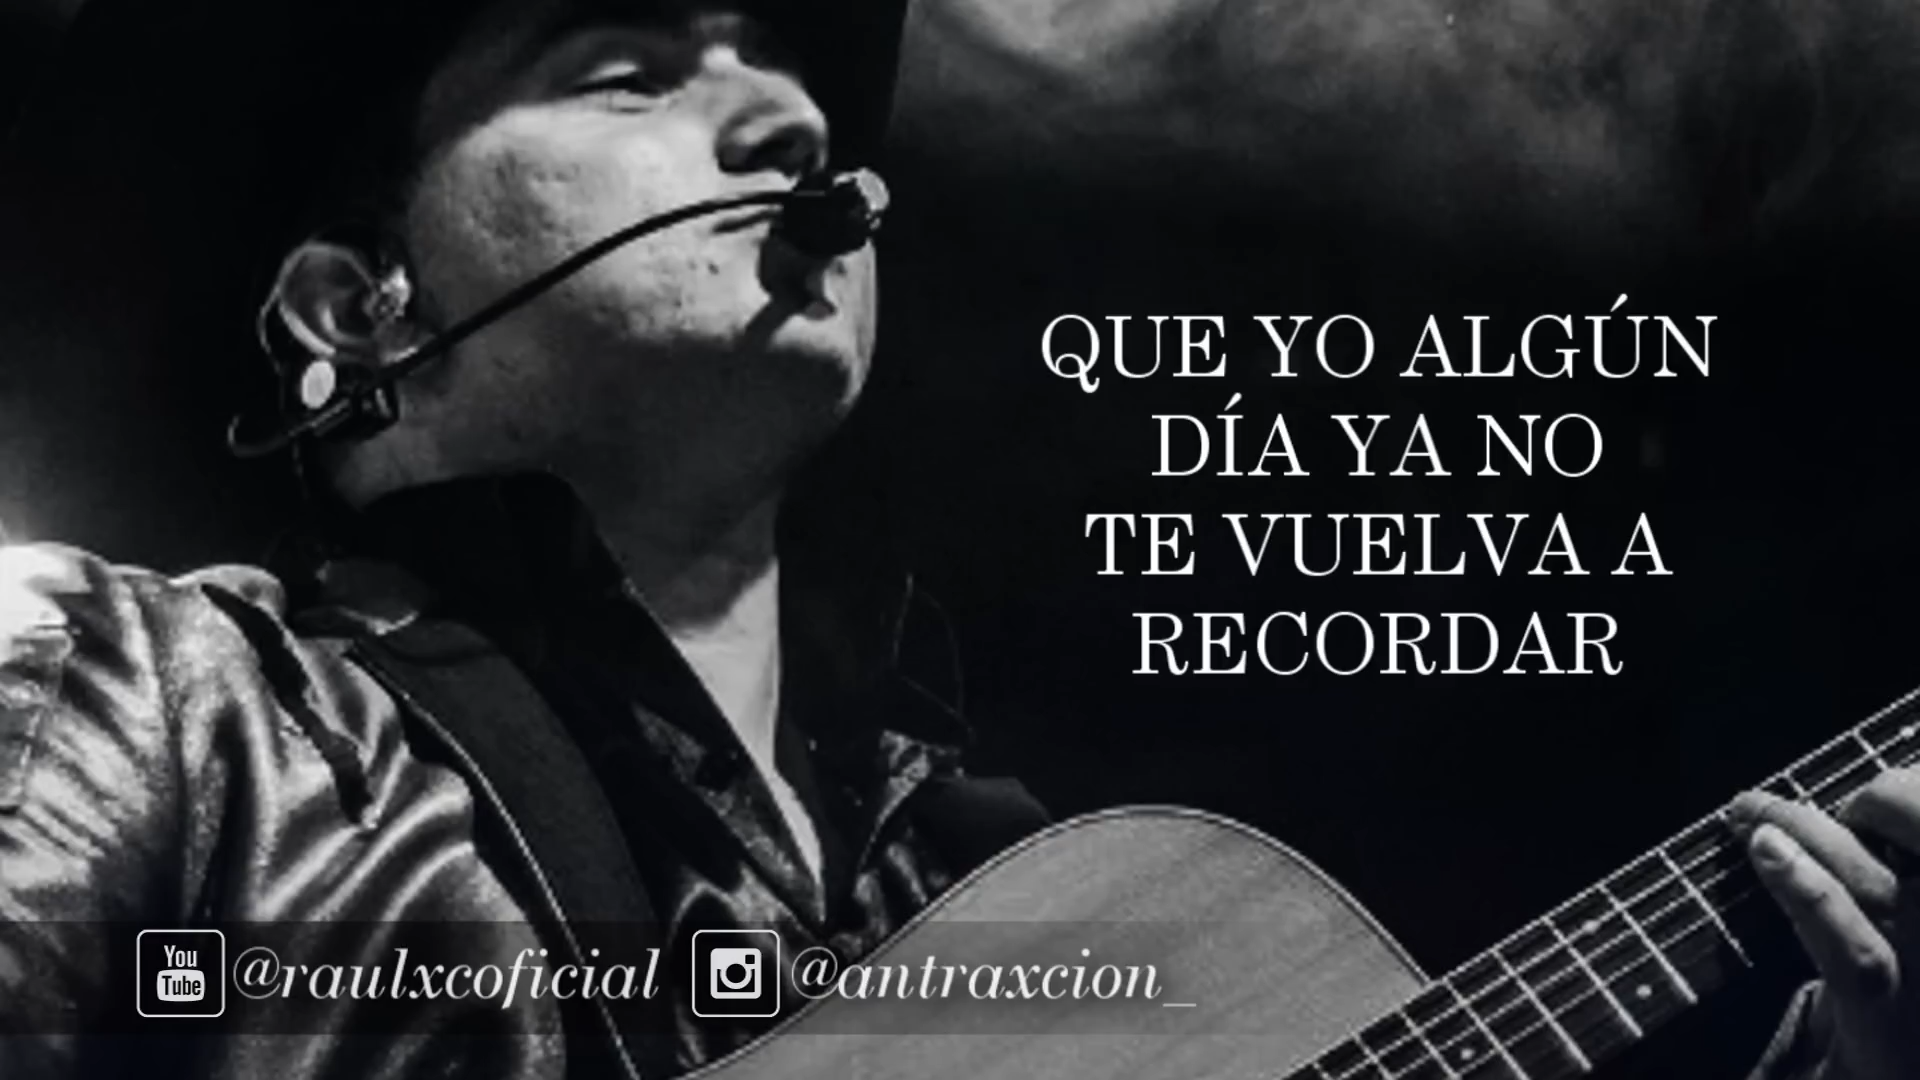 QUE YO ALGÚN
DÍA YA NO
TE VUELVA A
RECORDAR
You
Tube
@raulxcoficial
@antraxcion_